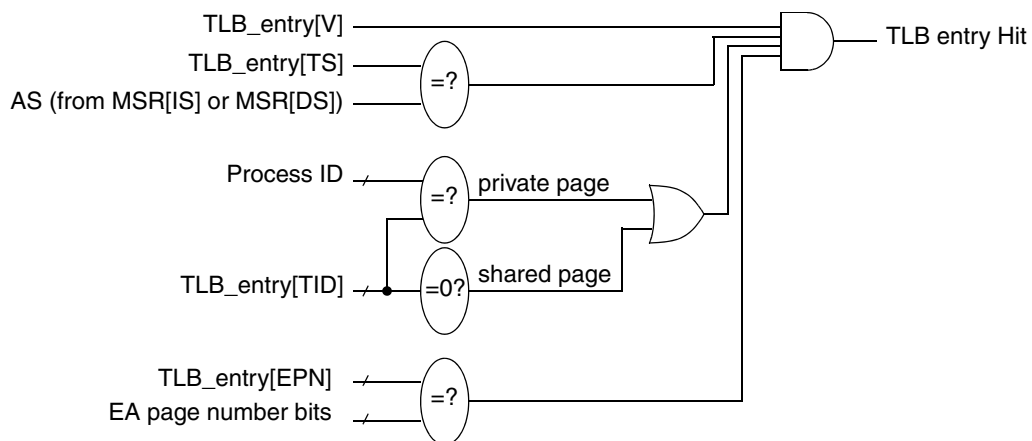 TLB_entry[V]
TLB entry Hit
TLB_entry[TS]
=?
AS (from MSR[IS] or MSR[DS])
Process ID
=?
private page
TLB_entry[TID]
=0?
shared page
TLB_entry[EPN]
=?
EA page number bits